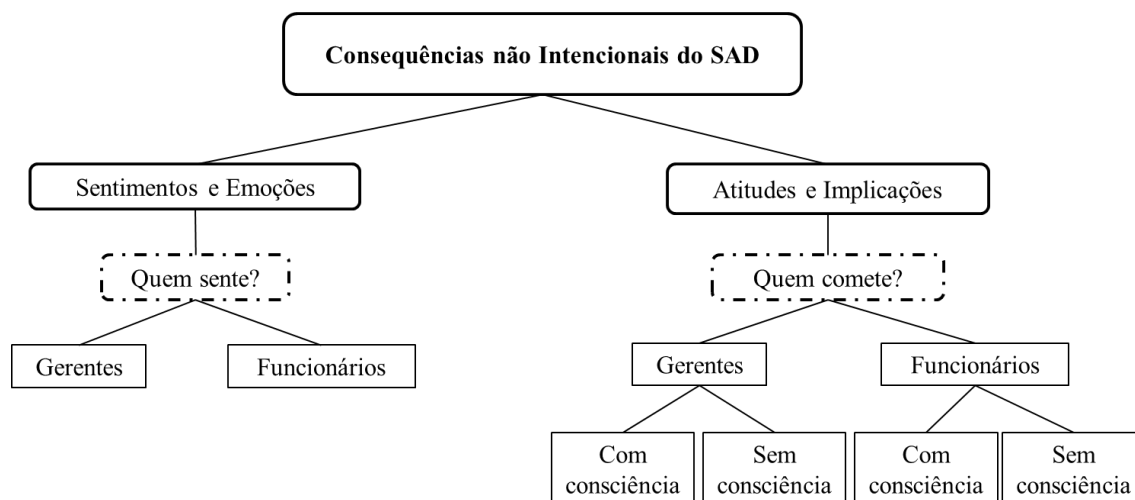 Consequências não Intencionais do SAD
Sentimentos e Emoções
Atitudes e Implicações
Quem sente?
Quem comete?
Gerentes
Funcionários
Gerentes
Funcionários
Com
consciência
Sem
consciência
Com
consciência
Sem
consciência